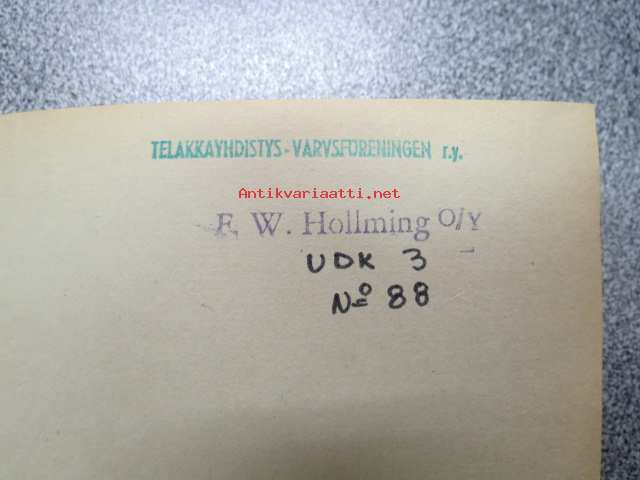 TELAKKAYHDISTYS - VARVSFÖRENINGEN r.y.
Antikvariaatti.net
F. W. Hollming O/Y
UDK 3
No 88